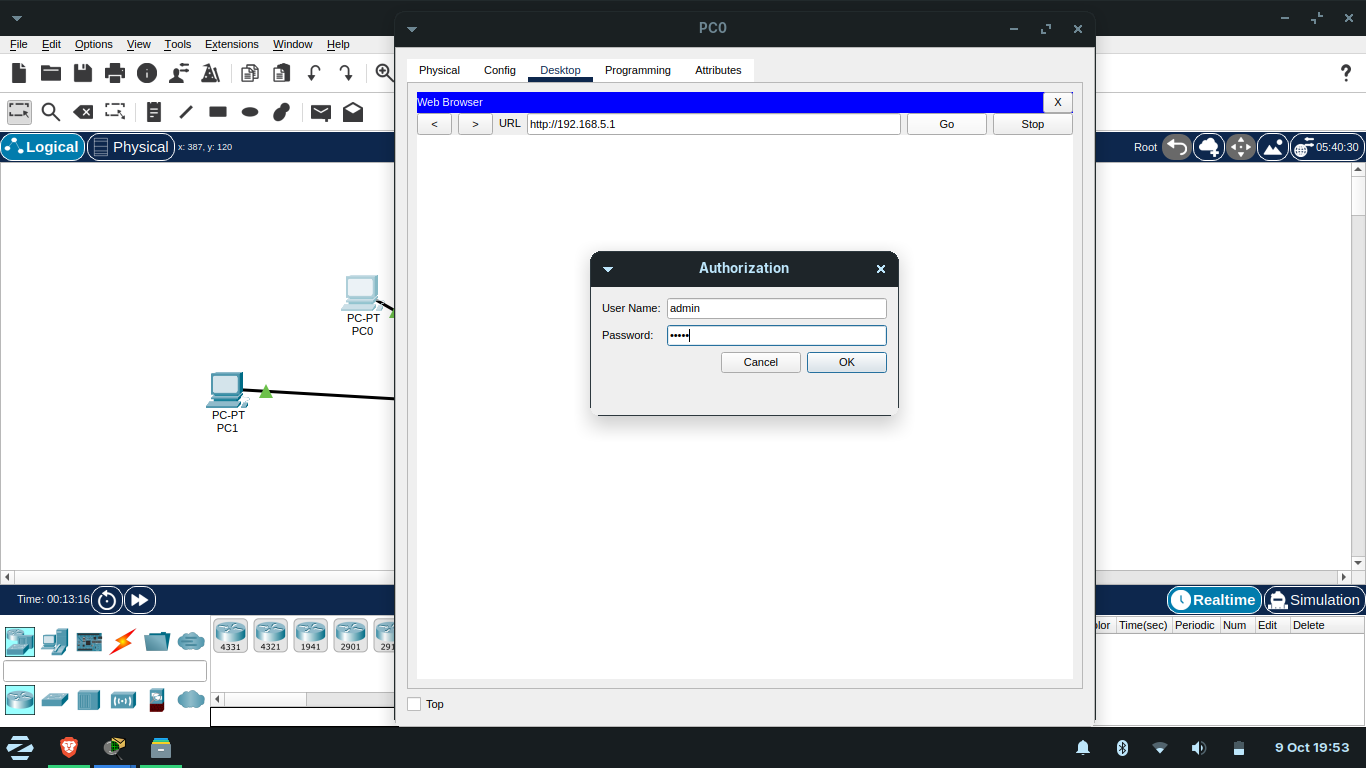 PC0
File Edit Options View Tools Extensions Window Help
?
Physical Config Desktop Programming Attributes
Web Browser X
< > URL http://192.168.5.1 Go Stop
Logical Physical x: 387, y: 120
Root 05:40:30
Authorization
User Name: admin
Password: •••••
Cancel OK
PC-PT
PC0
PC-PT
PC1
Time: 00:13:16
Realtime Simulation
4331 4321 1941 2901 291
olor Time(sec) Periodic Num Edit Delete
Top
9 Oct 19:53